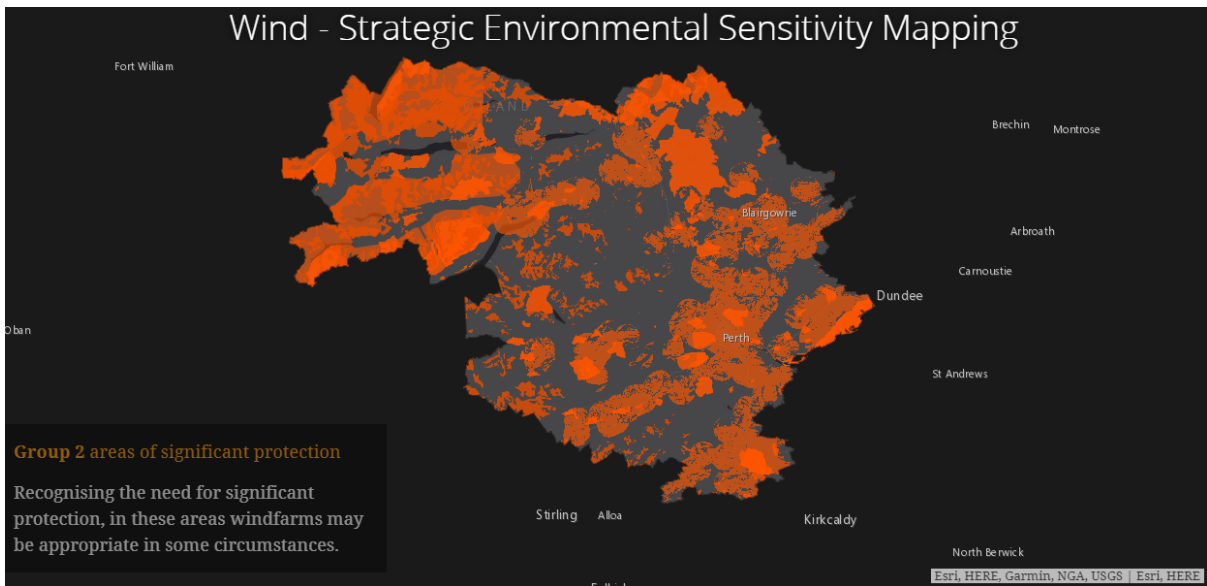 Wind - Strategic Environmental Sensitivity Mapping
Fort William
Brechin
Montrose
Blairgowrie
Arbroath
Carnoustie
Dundee
Oban
Perth
St Andrews
Group 2 areas of significant protection
Recognising the need for significant
protection, in these areas windfarms may
be appropriate in some circumstances.
Stirling
Alloa
Kirkcaldy
North Berwick
Esri, HERE, Garmin, NGA, USGS | Esri, HERE